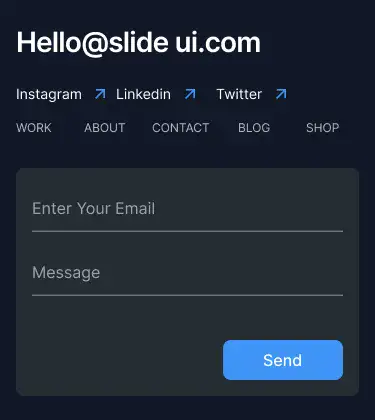 Hello@slide ui.com
Instagram Linkedin Twitter
WORK ABOUT CONTACT BLOG SHOP
Enter Your Email
Message
Send